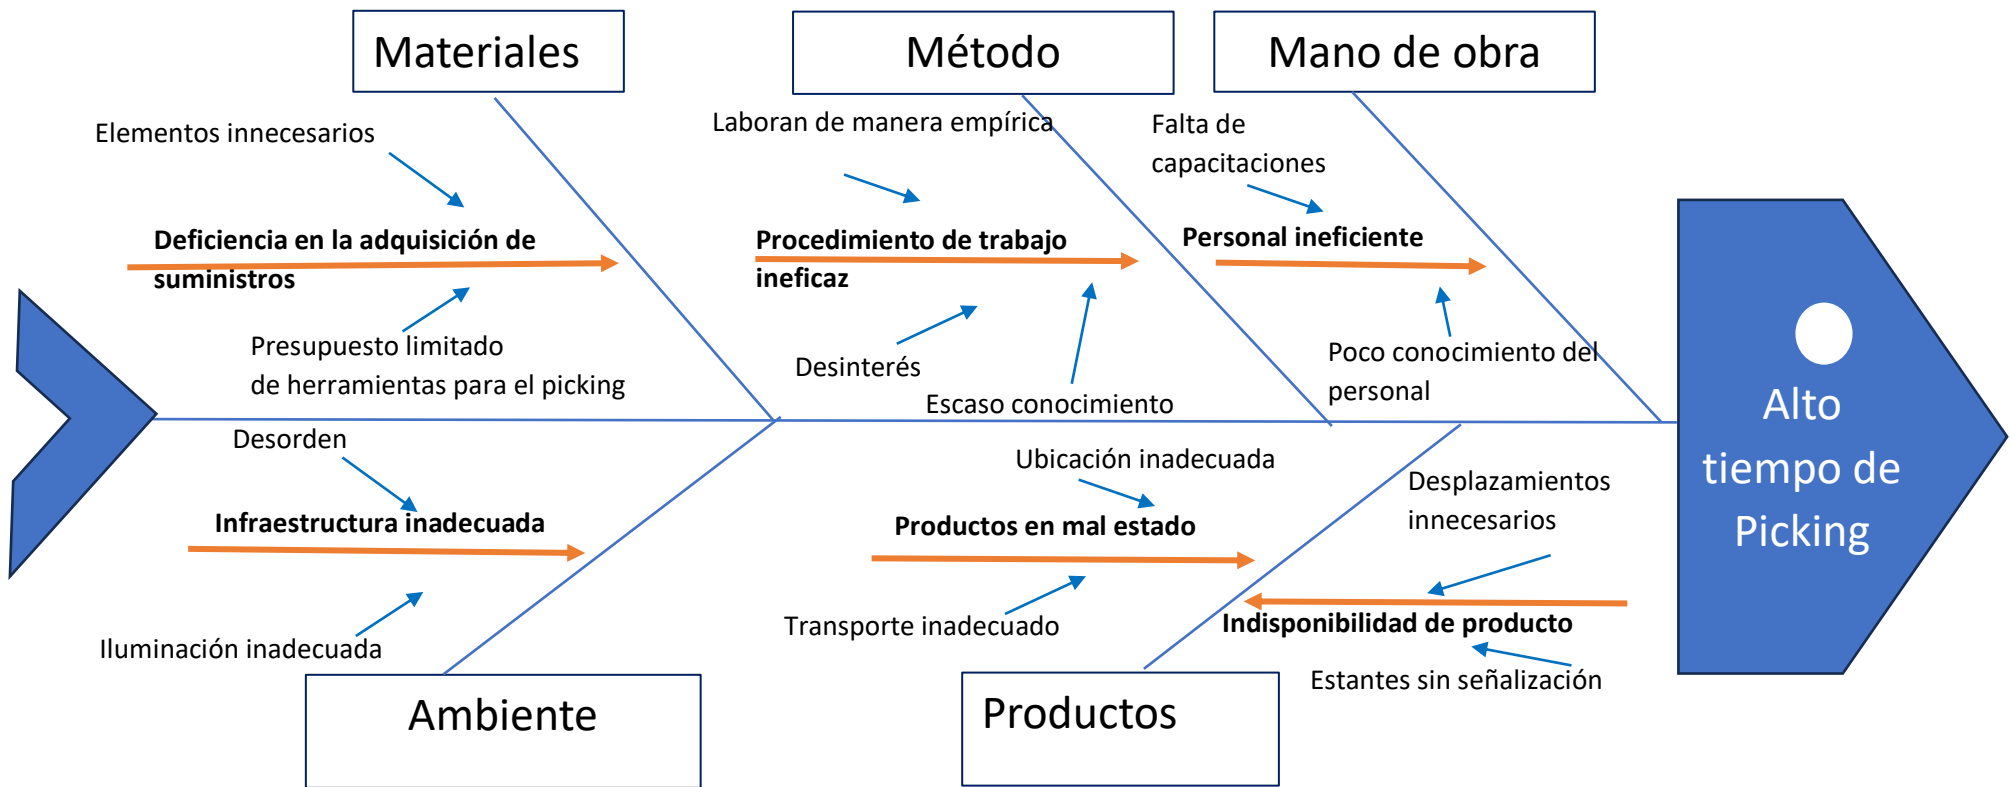 Materiales
Método
Mano de obra
Elementos innecesarios
Laboran de manera empírica
Falta de
capacitaciones
Deficiencia en la adquisición de
suministros
Procedimiento de trabajo
ineficaz
Personal ineficiente
Presupuesto limitado
de herramientas para el picking
Desinterés
Escaso conocimiento
Poco conocimiento del
personal
Alto
tiempo de
Picking
Desorden
Ubicación inadecuada
Desplazamientos
innecesarios
Infraestructura inadecuada
Productos en mal estado
Iluminación inadecuada
Transporte inadecuado
Indisponibilidad de producto
Estantes sin señalización
Ambiente
Productos